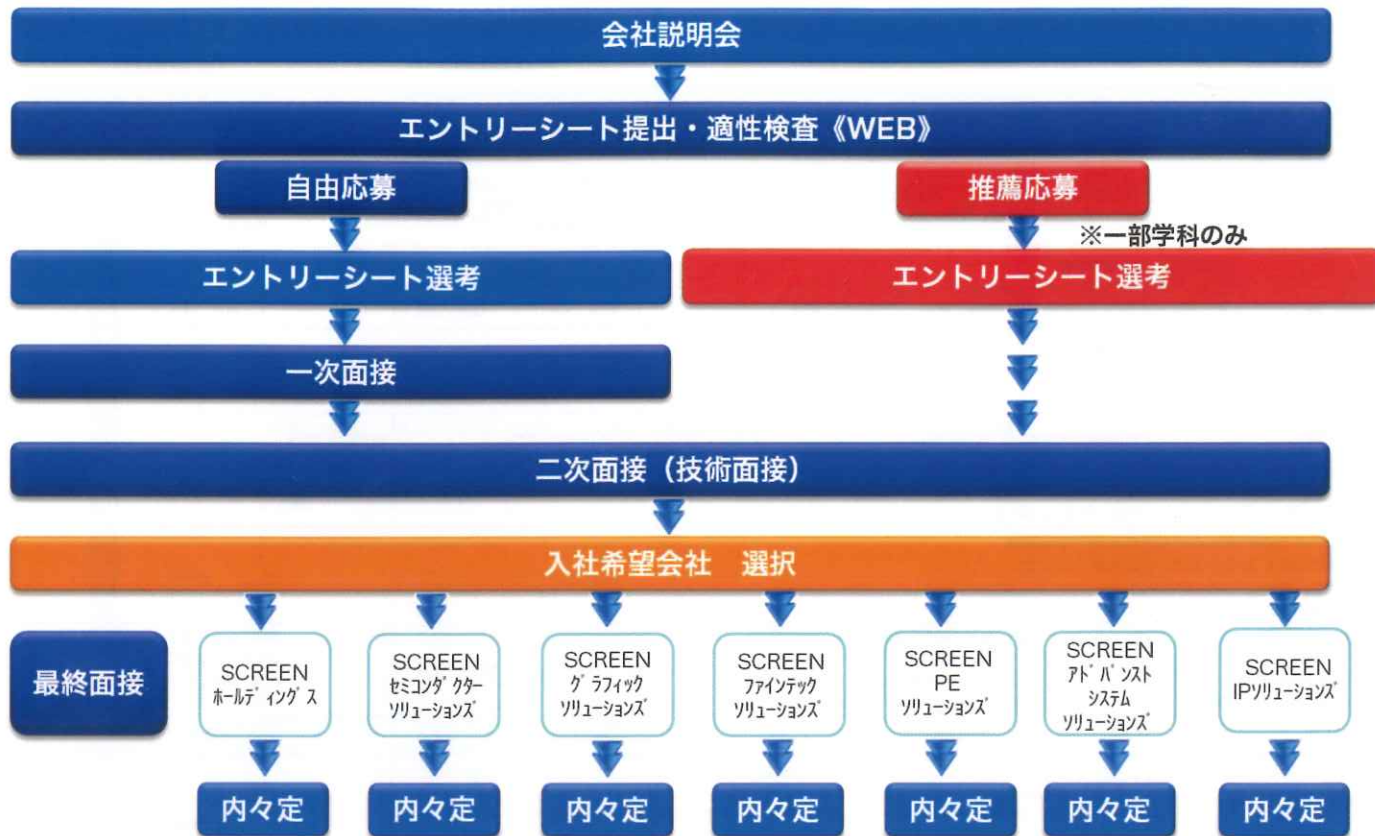 会社説明会
エントリーシート提出・適性検査《WEB》
自由応募
推薦応募
※一部学科のみ
エントリーシート選考
エントリーシート選考
一次面接
二次面接（技術面接）
入社希望会社　選択
最終面接
SCREEN
ﾎｰﾙﾃﾞｨﾝｸﾞｽ
SCREEN
ｾﾐｺﾝﾀﾞｸﾀｰ
ｿﾘｭｰｼｮﾝｽﾞ
SCREEN
ｸﾞﾗﾌｨｯｸ
ｿﾘｭｰｼｮﾝｽﾞ
SCREEN
ﾌｧｲﾝﾃｯｸ
ｿﾘｭｰｼｮﾝｽﾞ
SCREEN
PE
ｿﾘｭｰｼｮﾝｽﾞ
SCREEN
ｱﾄﾞﾊﾞﾝｽﾄ
ｼｽﾃﾑ
ｿﾘｭｰｼｮﾝｽﾞ
SCREEN
IPｿﾘｭｰｼｮﾝｽﾞ
内々定
内々定
内々定
内々定
内々定
内々定
内々定